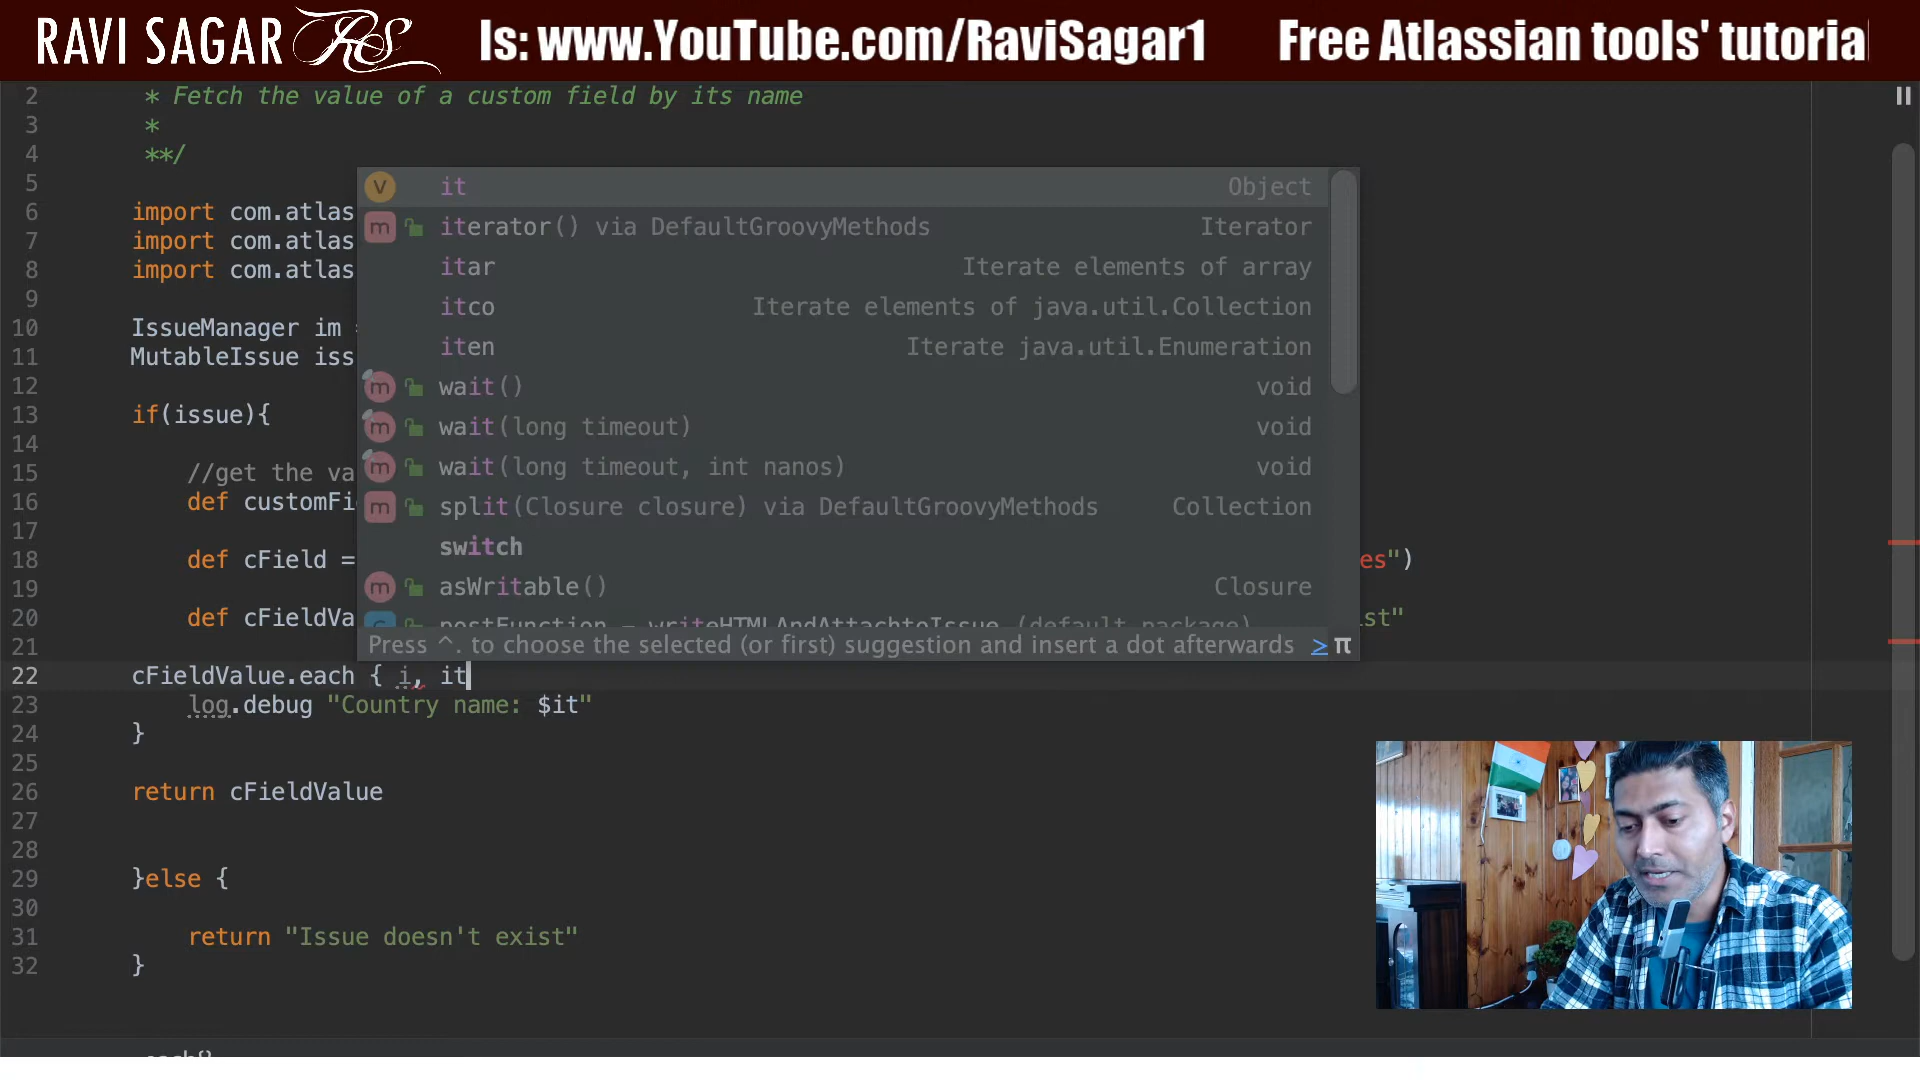 RAVI SAGAR RS ls: www.YouTube.com/RaviSagar1 Free Atlassian tools' tutoria
2 * Fetch the value of a custom field by its name
3 *
4 **/
5
6 import com.atlas
7 import com.atlas
8 import com.atlas
9
10 IssueManager im =
11 MutableIssue iss
12
13 if(issue){
14
15 //get the va
16 def customFi
17
18 def cField = es")
19
20 def cFieldVa st"
21
22 cFieldValue.each { i, it
23 log.debug "Country name: $it"
24 }
25
26 return cFieldValue
27
28
29 }else {
30
31 return "Issue doesn't exist"
32 }
V it Object
m iterator() via DefaultGroovyMethods Iterator
itar Iterate elements of array
itco Iterate elements of java.util.Collection
iten Iterate java.util.Enumeration
m wait() void
m wait(long timeout) void
m wait(long timeout, int nanos) void
m split(Closure closure) via DefaultGroovyMethods Collection
switch
m asWritable() Closure
postFunction – writeHTMLAndAttachtoIssue (default package)
Press ^. to choose the selected (or first) suggestion and insert a dot afterwards > π
each{}